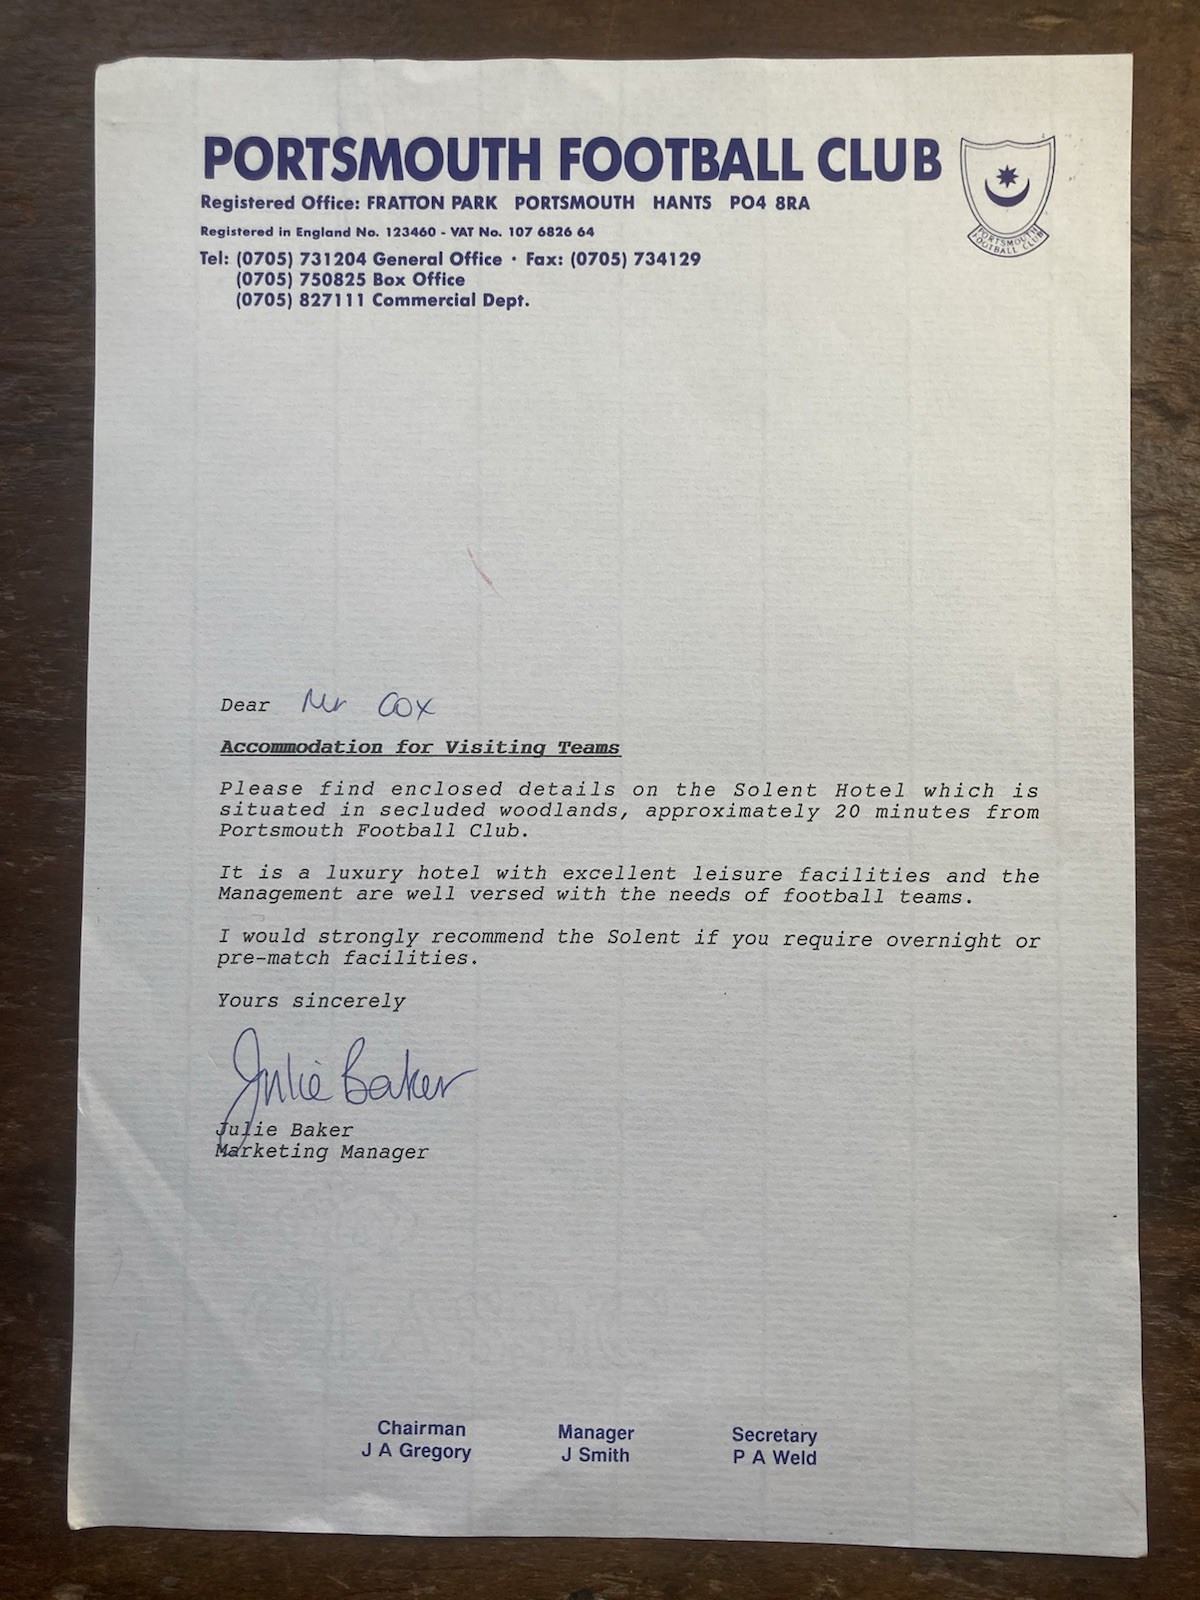 PORTSMOUTH FOOTBALL CLUB
Registered Office: FRATTON PARK PORTSMOUTH HANTS PO4 8RA
Registered in England No. 123460 - VAT No. 107 6826 64
Tel: (0705) 731204 General Office · Fax: (0705) 734129
(0705) 750825 Box Office
(0705) 827111 Commercial Dept.
PORTSMOUTH
FOOTBALL CLUB
Dear Mr Cox
Accommodation for Visiting Teams
Please find enclosed details on the Solent Hotel which is
situated in secluded woodlands, approximately 20 minutes from
Portsmouth Football Club.
It is a luxury hotel with excellent leisure facilities and the
Management are well versed with the needs of football teams.
I would strongly recommend the Solent if you require overnight or
pre-match facilities.
Yours sincerely
Julie Baker
Julie Baker
Marketing Manager
Chairman Manager Secretary
J A Gregory J Smith P A Weld